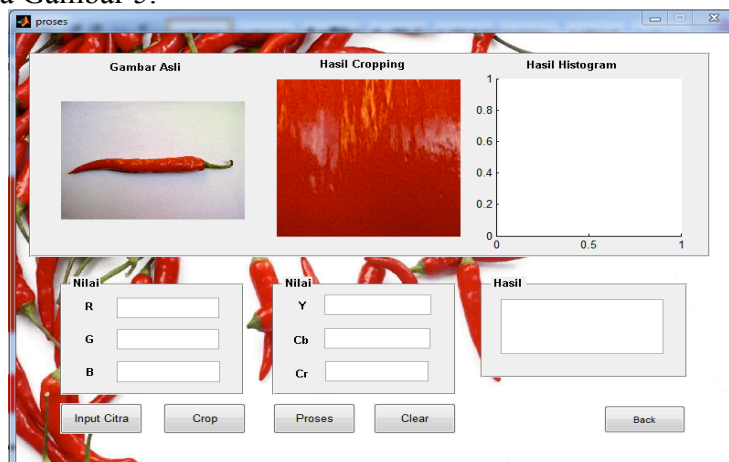 a Gambar 5.
proses
Gambar Asli
Hasil Cropping
Hasil Histogram
1
0.8
0.6
0.4
0.2
0
0 0.5 1
Nilai
R
G
B
Nilai
Y
Cb
Cr
Hasil
Input Citra
Crop
Proses
Clear
Back